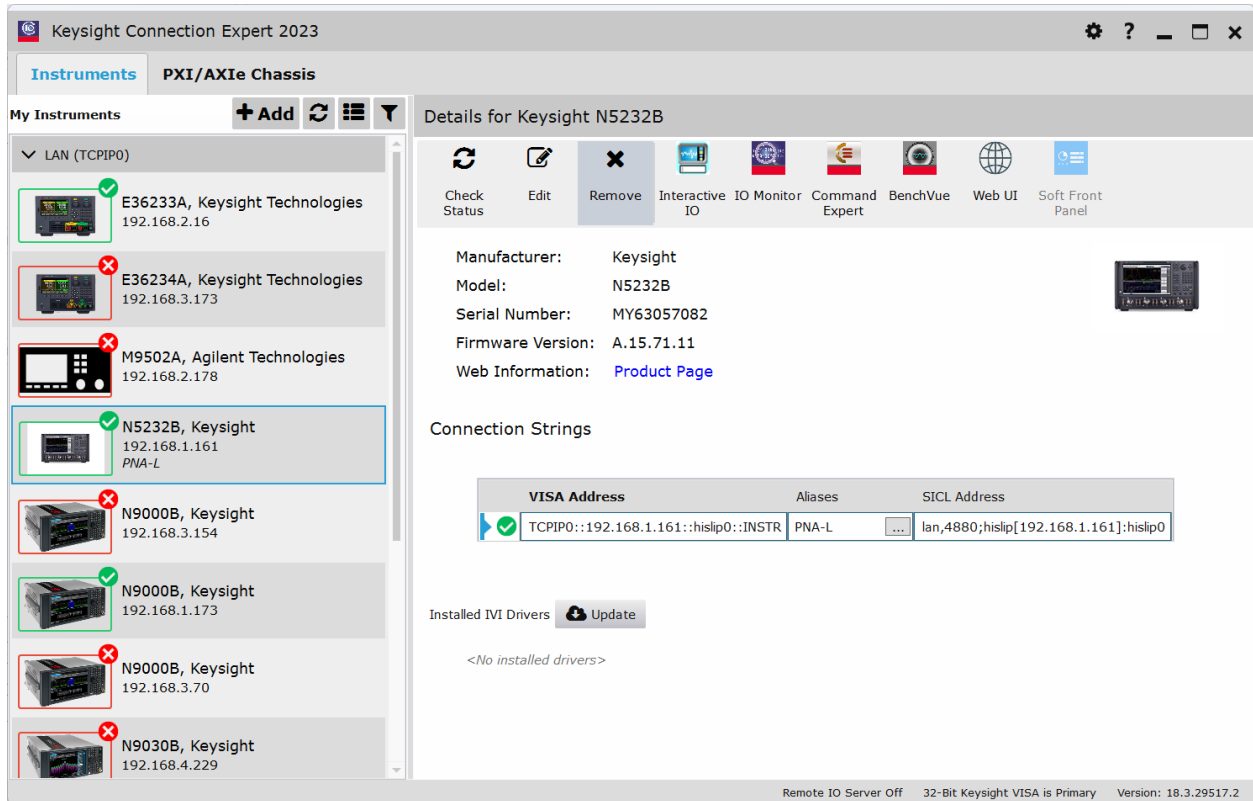 Keysight Connection Expert 2023
Instruments
PXI/AXIe Chassis
My Instruments
Add
LAN (TCPIP0)
E36233A, Keysight Technologies
192.168.2.16
E36234A, Keysight Technologies
192.168.3.173
M9502A, Agilent Technologies
192.168.2.178
N5232B, Keysight
192.168.1.161
PNA-L
N9000B, Keysight
192.168.3.154
N9000B, Keysight
192.168.1.173
N9000B, Keysight
192.168.3.70
N9030B, Keysight
192.168.4.229
Details for Keysight N5232B
Check Status
Edit
Remove
Interactive IO
IO Monitor
Command Expert
BenchVue
Web UI
Soft Front Panel
Manufacturer: Keysight
Model: N5232B
Serial Number: MY63057082
Firmware Version: A.15.71.11
Web Information: Product Page
Connection Strings
VISA Address Aliases SICL Address
TCPIP0::192.168.1.161::hislip0::INSTR PNA-L ... lan,4880;hislip[192.168.1.161]:hislip0
Installed IVI Drivers Update
<No installed drivers>
Remote IO Server Off 32-Bit Keysight VISA is Primary Version: 18.3.29517.2